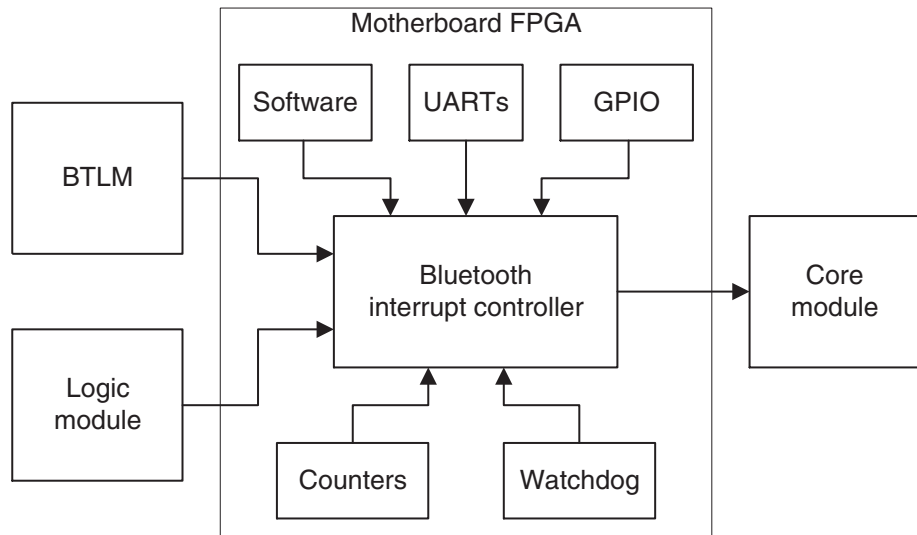 Motherboard FPGA
Software
UARTs
GPIO
BTLM
Bluetooth
interrupt controller
Core
module
Logic
module
Counters
Watchdog